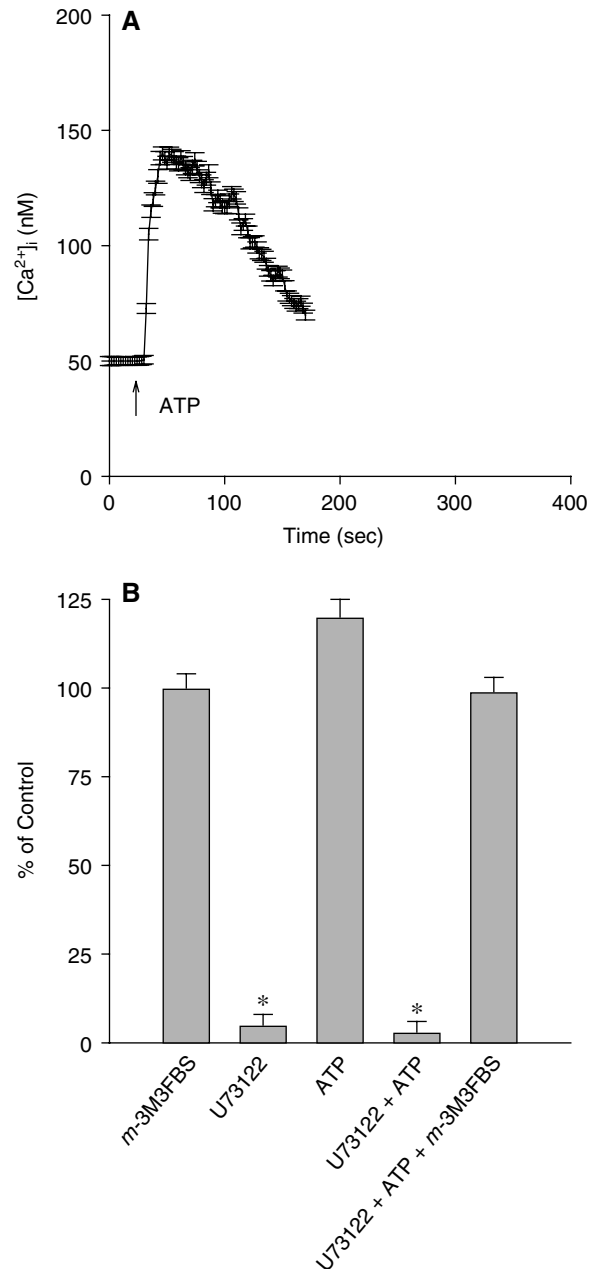 A
200
150
100
50
0
[Ca²⁺]ᵢ (nM)
ATP
0 100 200 300 400
Time (sec)
B
125
100
75
50
25
0
% of Control
*
*
m-3M3FBS
U73122
ATP
U73122 + ATP
U73122 + ATP + m-3M3FBS